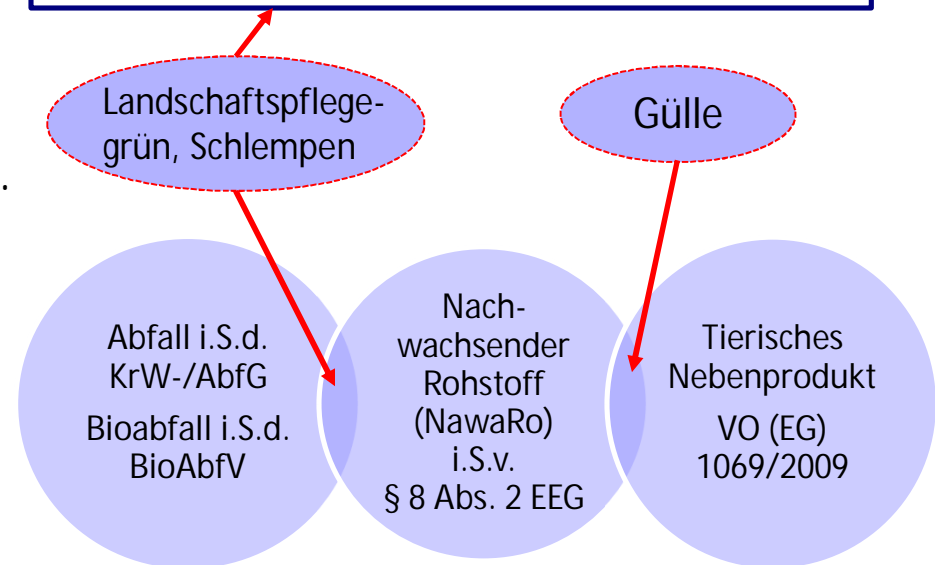 Landschaftspflege-
grün, Schlempen
Gülle
.
Abfall i.S.d.
KrW-/AbfG
Bioabfall i.S.d.
BioAbfV
Nach-
wachsender
Rohstoff
(NawaRo)
i.S.v.
§ 8 Abs. 2 EEG
Tierisches
Nebenprodukt
VO (EG)
1069/2009